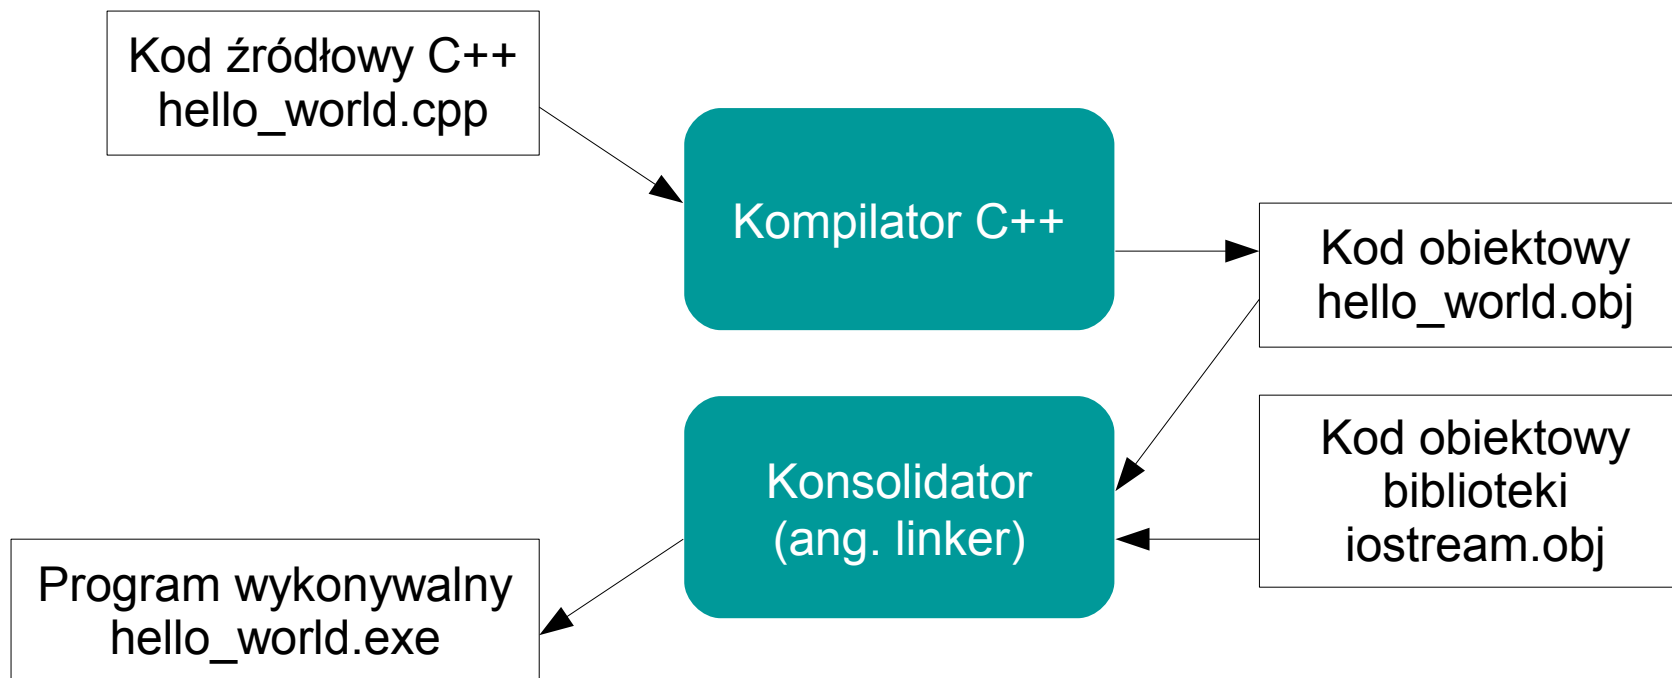 Kod źródłowy C++
hello_world.cpp
Kompilator C++
Kod obiektowy
hello_world.obj
Kod obiektowy
biblioteki
iostream.obj
Konsolidator
(ang. linker)
Program wykonywalny
hello_world.exe